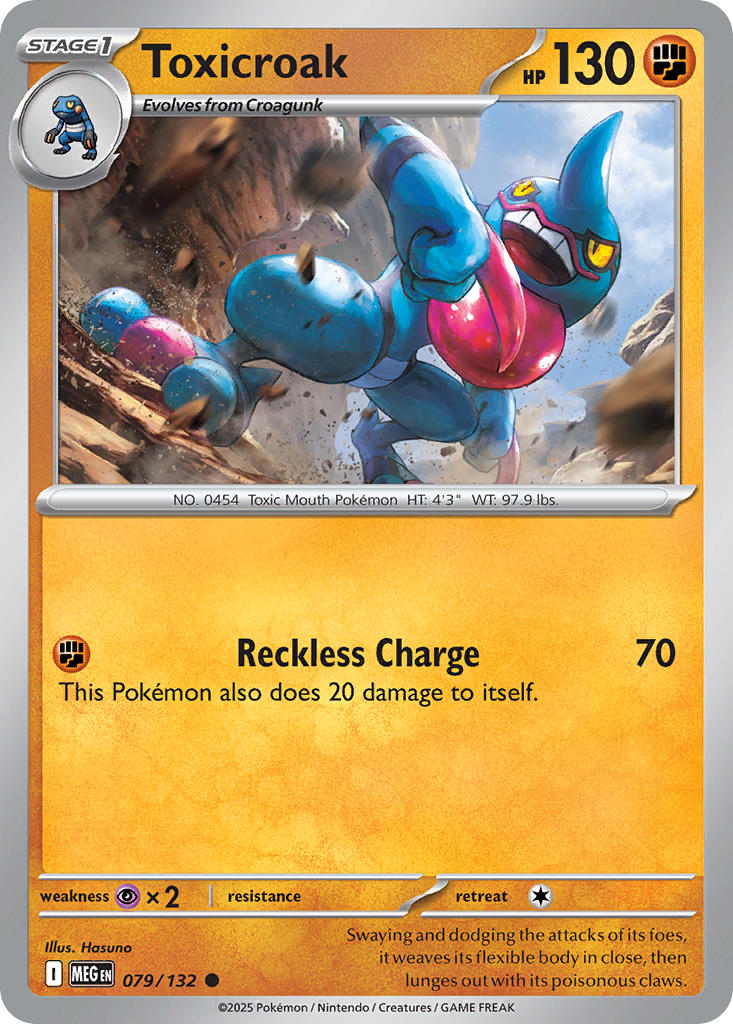 STAGE1
Toxicroak
HP 130
Evolves from Croagunk
NO. 0454 Toxic Mouth Pokémon HT: 4'3" WT: 97.9 lbs.
Reckless Charge 70
This Pokémon also does 20 damage to itself.
weakness ×2 resistance retreat
Illus. Hasuno
Swaying and dodging the attacks of its foes,
it weaves its flexible body in close, then
lunges out with its poisonous claws.
I MEG EN 079/132
©2025 Pokémon / Nintendo / Creatures / GAME FREAK